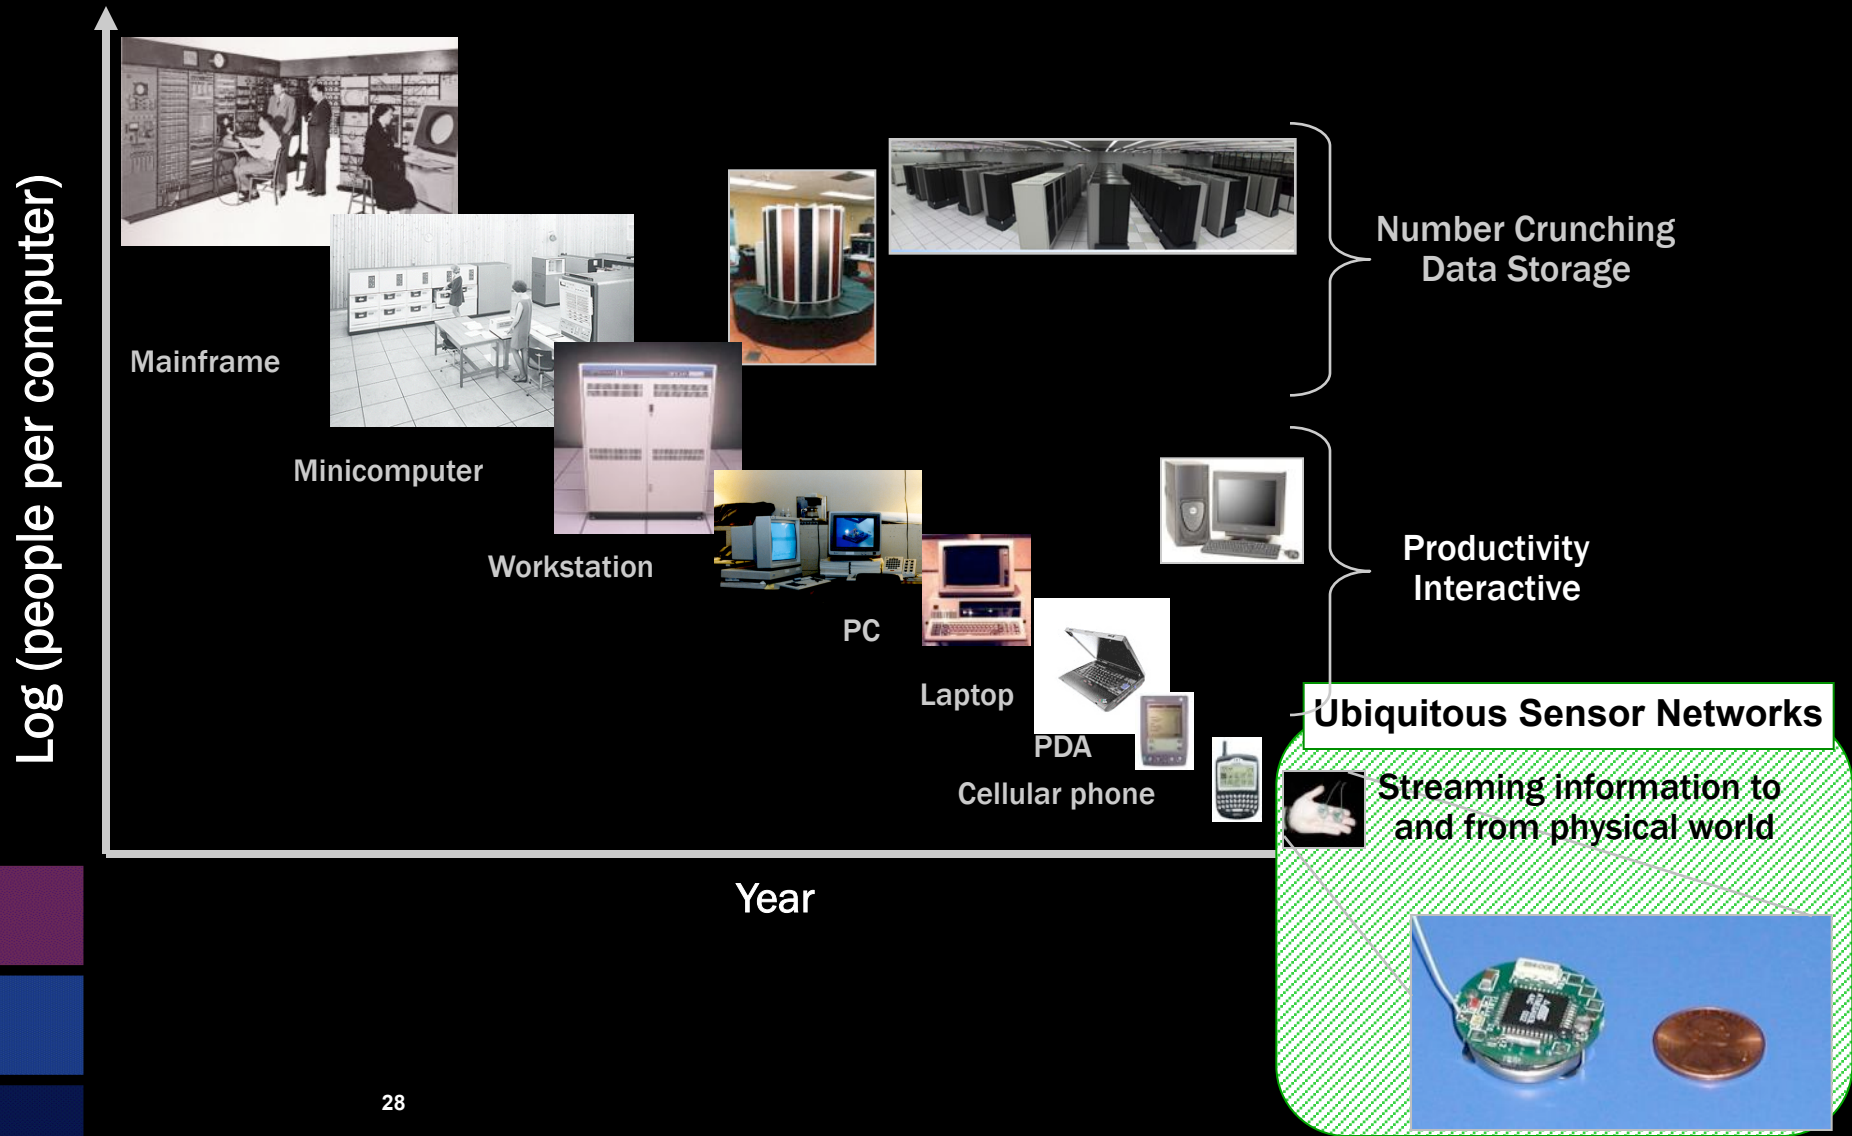 Log (people per computer)
Mainframe
Minicomputer
Workstation
PC
Laptop
PDA
Cellular phone
Number Crunching
Data Storage
Productivity
Interactive
Ubiquitous Sensor Networks
Streaming information to
and from physical world
Year
28